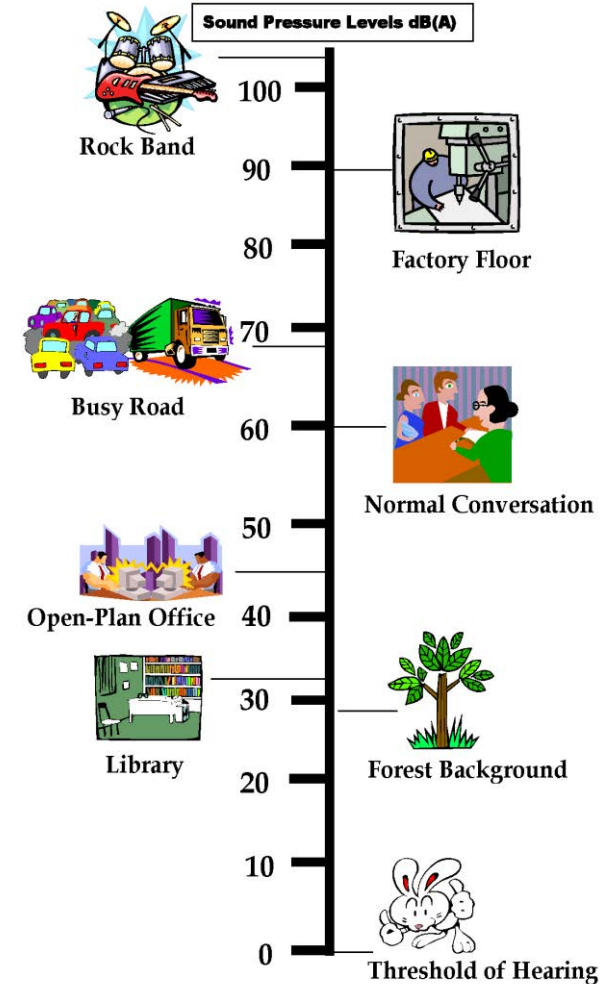 Sound Pressure Levels dB(A)
100
Rock Band
90
Factory Floor
80
70
Busy Road
60
Normal Conversation
50
Open-Plan Office
40
30
Library
Forest Background
20
10
0
Threshold of Hearing